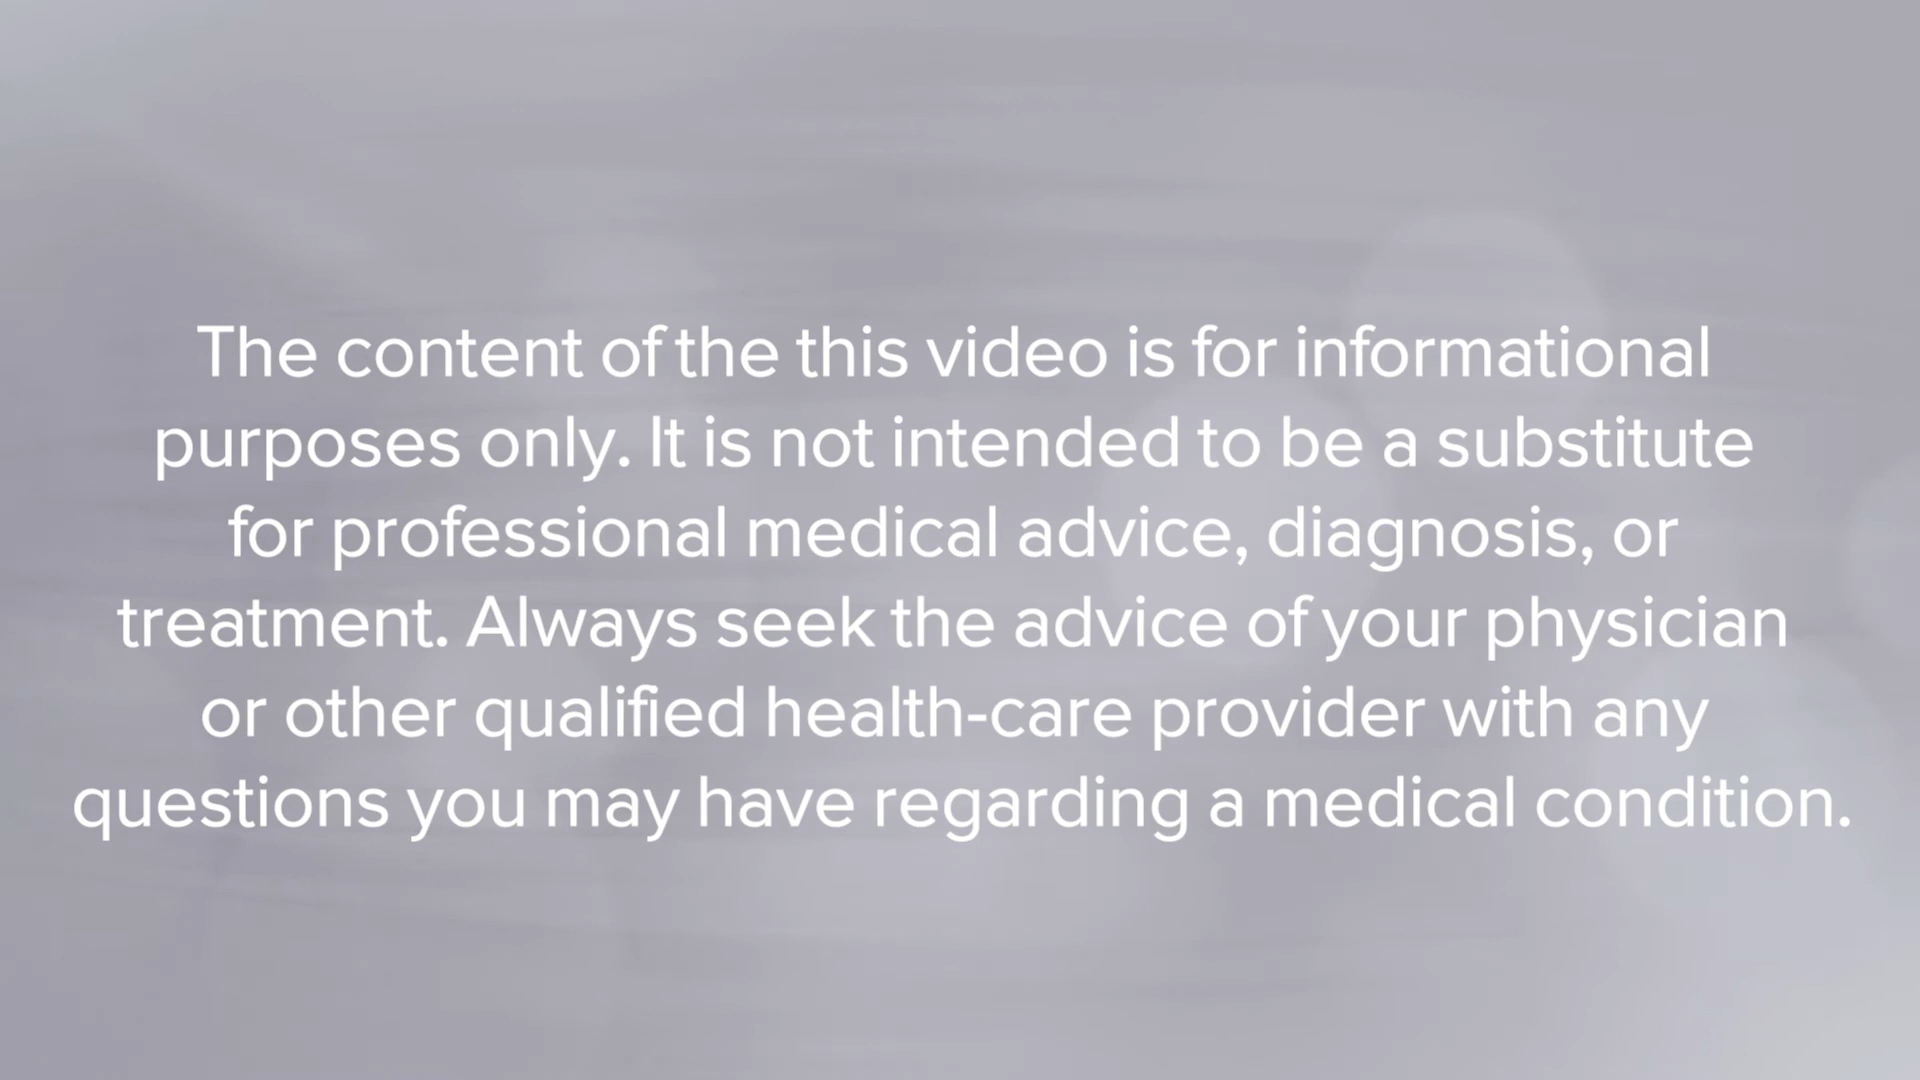 The content of the this video is for informational
purposes only. It is not intended to be a substitute
for professional medical advice, diagnosis, or
treatment. Always seek the advice of your physician
or other qualified health-care provider with any
questions you may have regarding a medical condition.